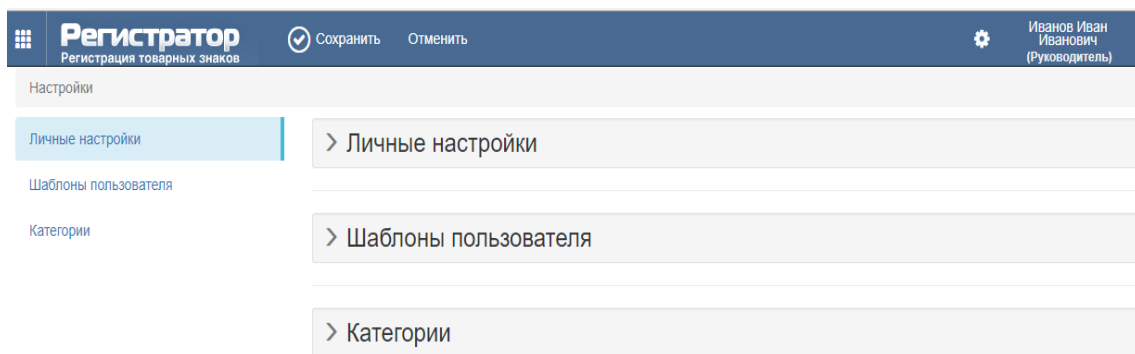 Регистратор
Регистрация товарных знаков
Сохранить Отменить
Иванов Иван
Иванович
(Руководитель)
Настройки
Личные настройки
Шаблоны пользователя
Категории
Личные настройки
Шаблоны пользователя
Категории